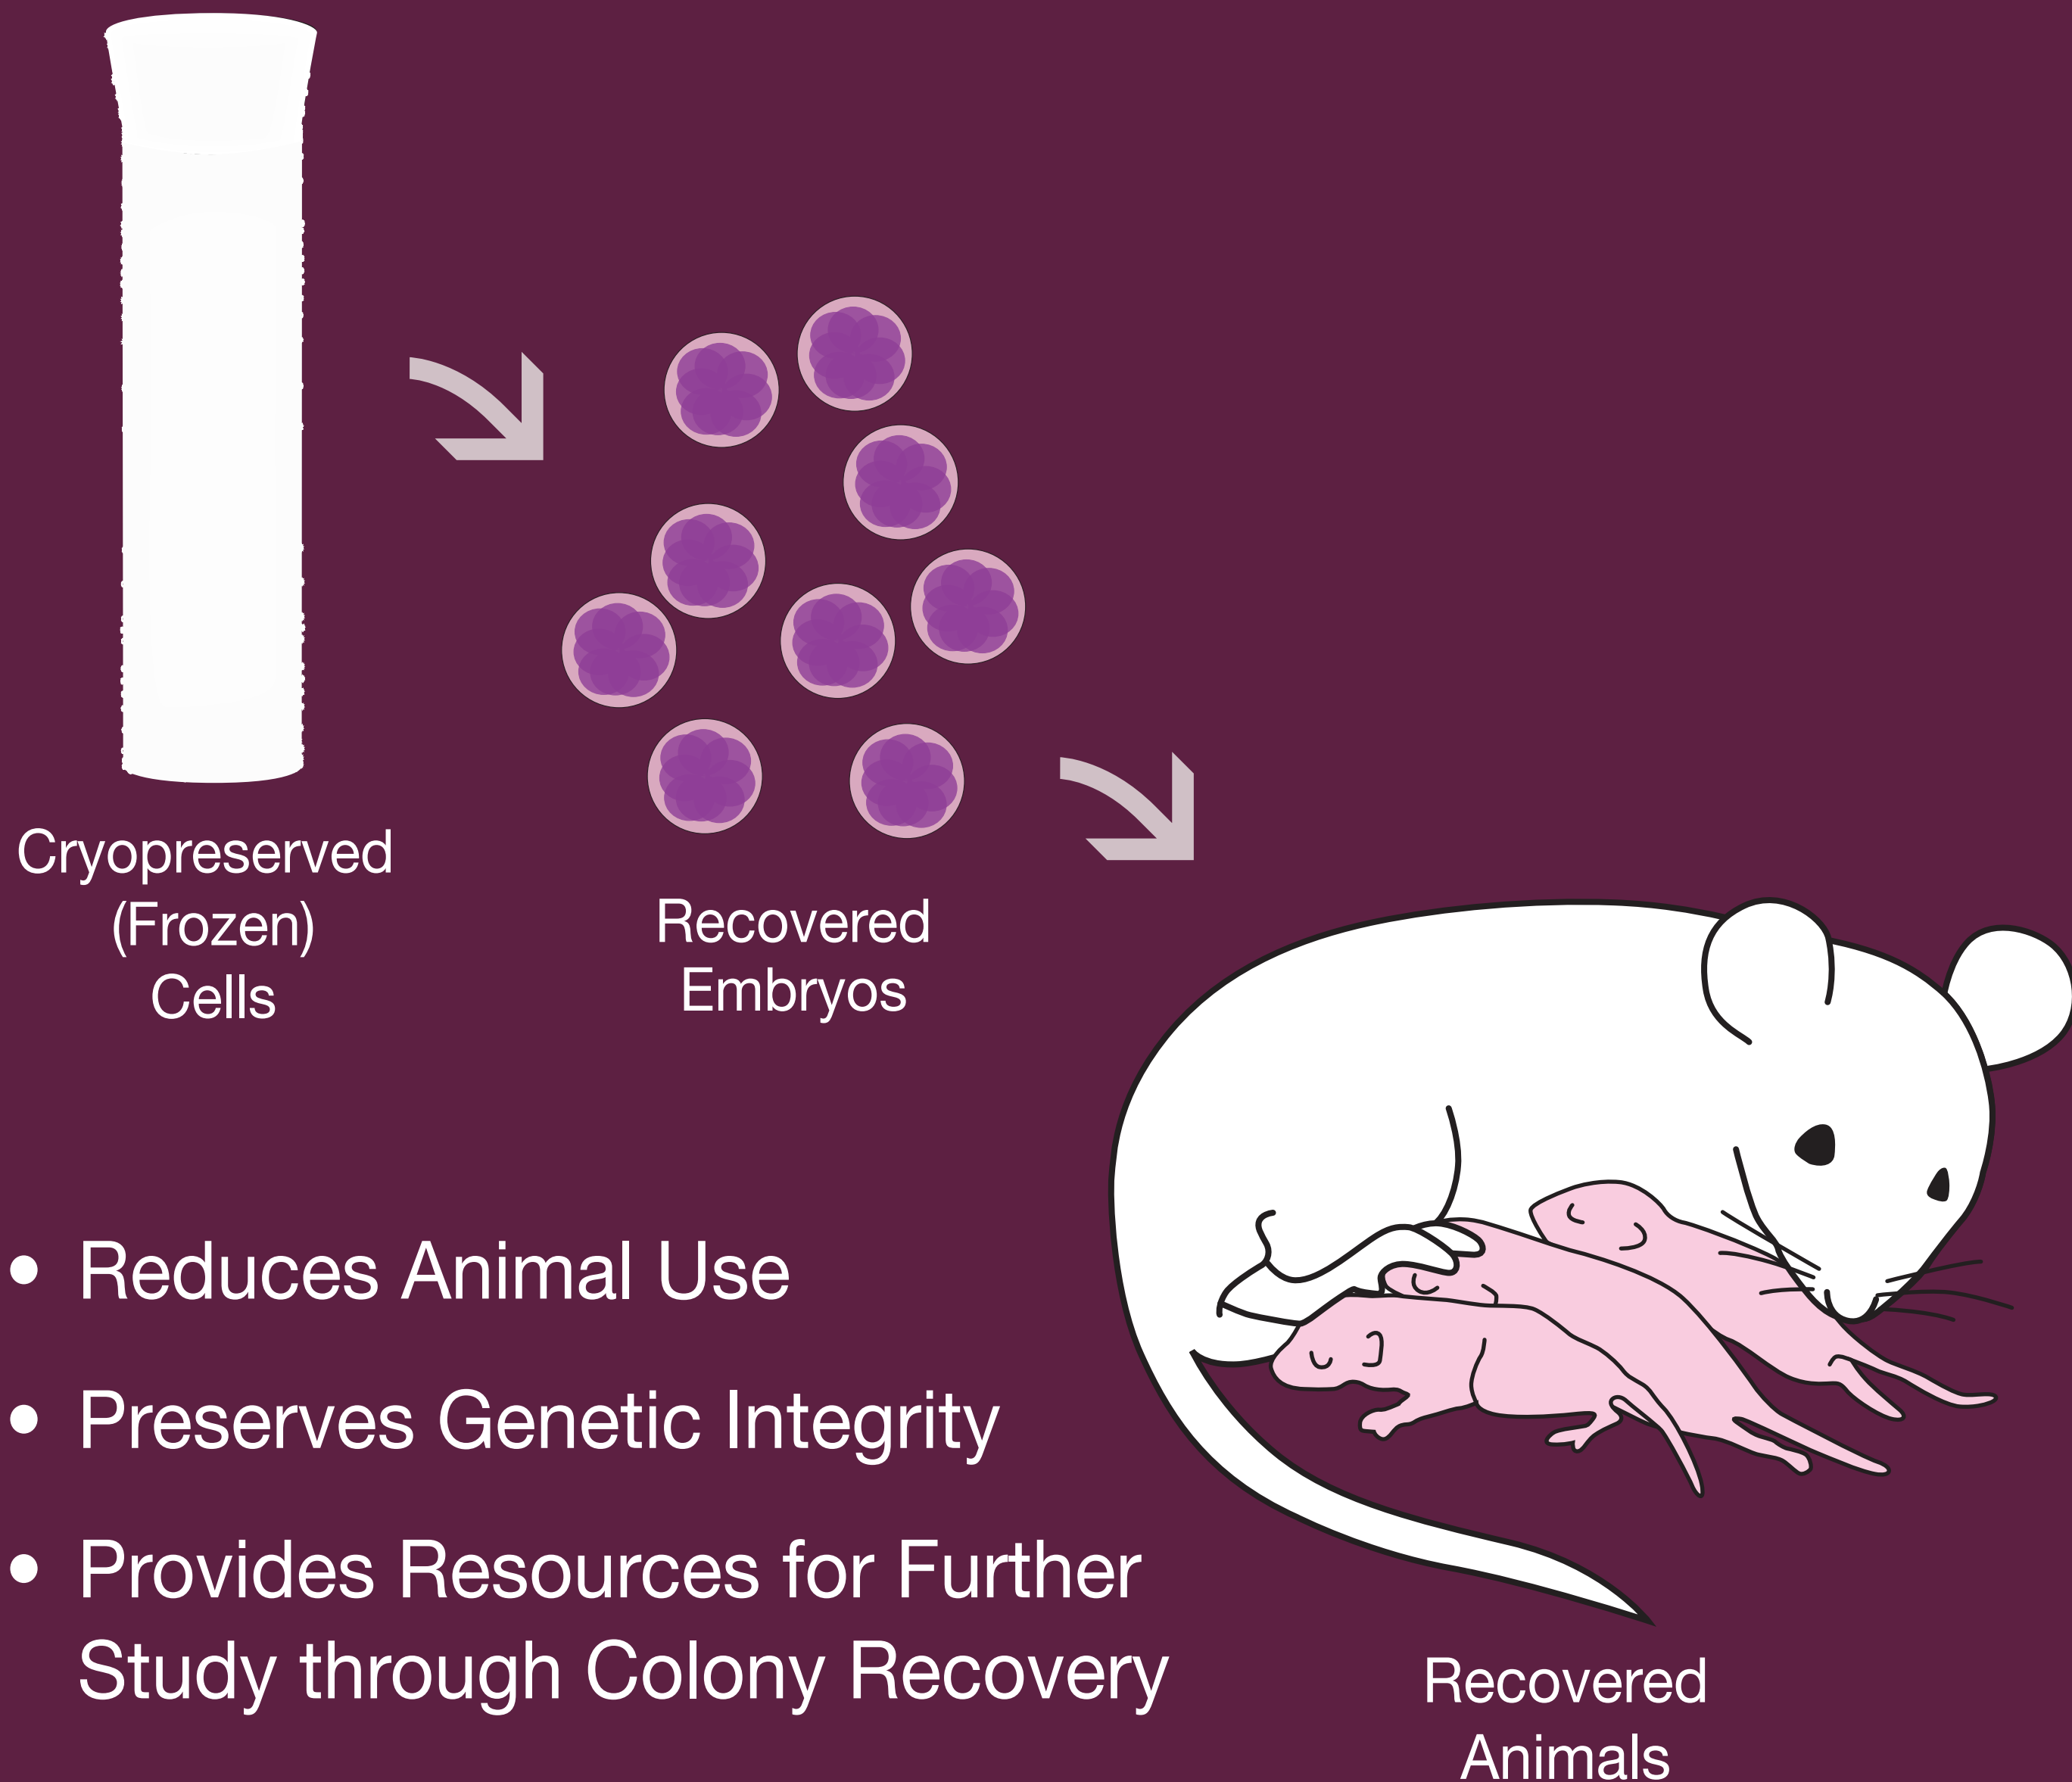 Cryopreserved
(Frozen)
Cells
Recovered
Embryos
• Reduces Animal Use
• Preserves Genetic Integrity
• Provides Resources for Further
Study through Colony Recovery
Recovered
Animals